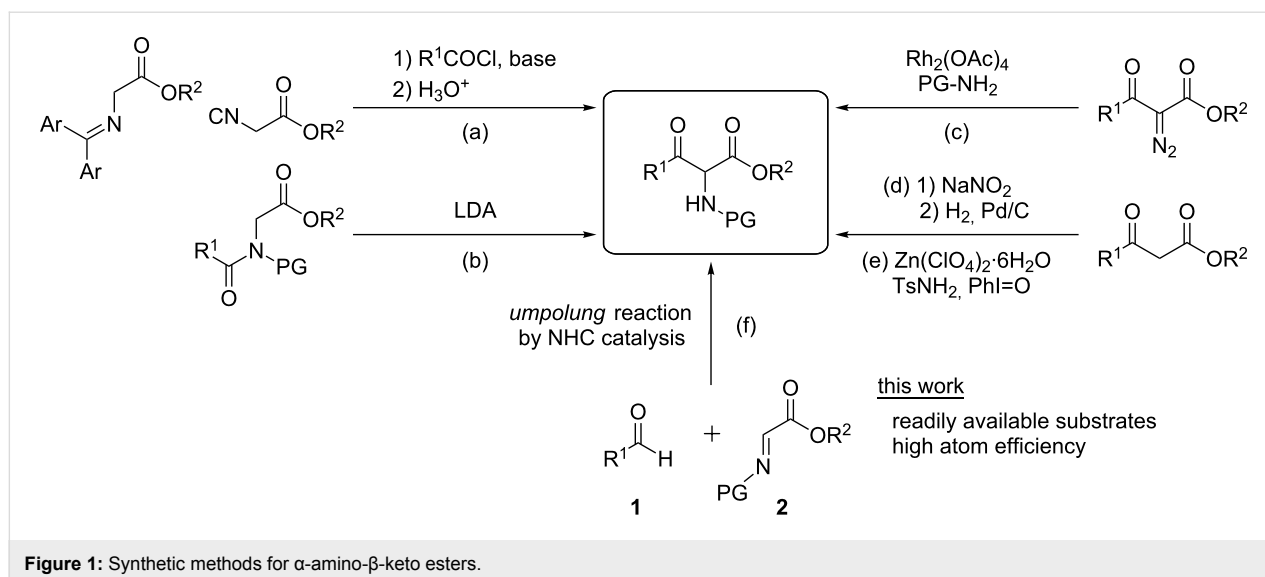 O
OR²
N
Ar
Ar
CN
O
OR²
1) R¹COCl, base
2) H₃O⁺
(a)
O
OR²
R¹
N
PG
O
LDA
(b)
O
O
R¹
OR²
HN
PG
Rh₂(OAc)₄
PG-NH₂
(c)
O
O
R¹
OR²
N₂
(d) 1) NaNO₂
2) H₂, Pd/C
(e) Zn(ClO₄)₂·6H₂O
TsNH₂, PhI=O
O
O
R¹
OR²
umpolung reaction
by NHC catalysis
(f)
O
R¹
H
1
+
O
OR²
N
PG
2
this work
readily available substrates
high atom efficiency
Figure 1: Synthetic methods for α-amino-β-keto esters.